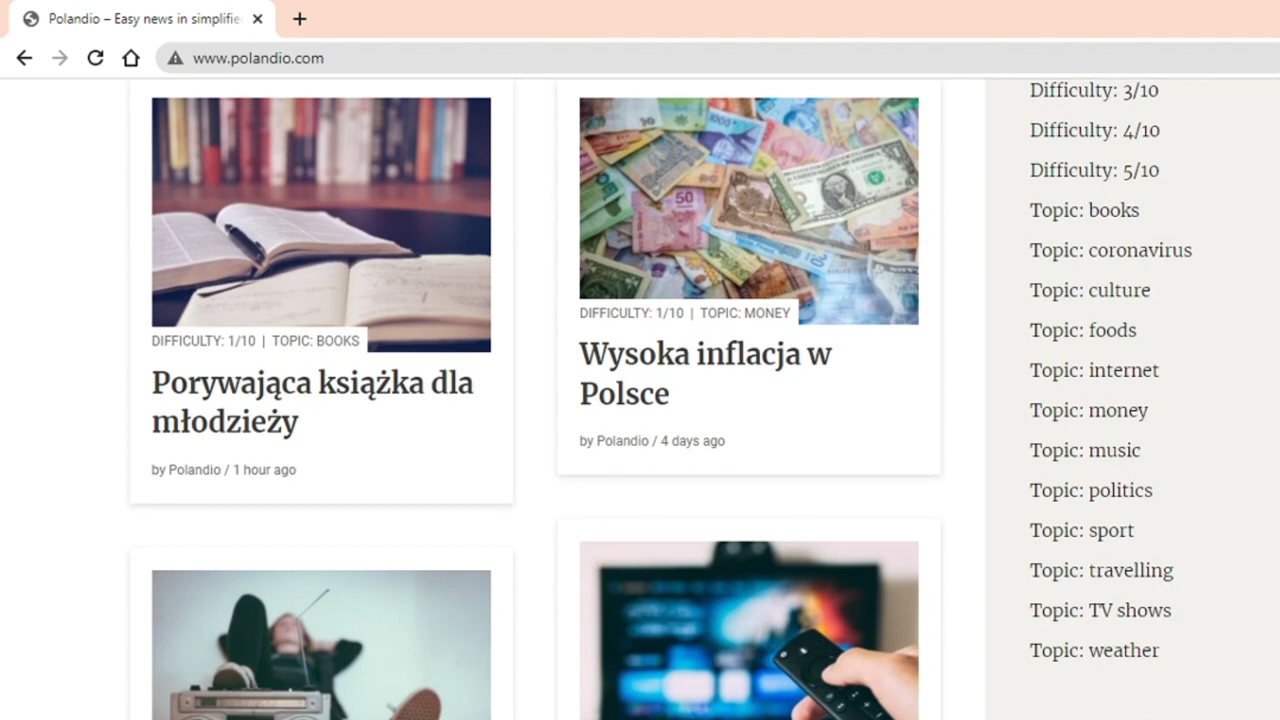 Polandio – Easy news in simplifie
www.polandio.com
DIFFICULTY: 1/10 | TOPIC: BOOKS
Porywająca książka dla
młodzieży
by Polandio / 1 hour ago
DIFFICULTY: 1/10 | TOPIC: MONEY
Wysoka inflacja w
Polsce
by Polandio / 4 days ago
Difficulty: 3/10
Difficulty: 4/10
Difficulty: 5/10
Topic: books
Topic: coronavirus
Topic: culture
Topic: foods
Topic: internet
Topic: money
Topic: music
Topic: politics
Topic: sport
Topic: travelling
Topic: TV shows
Topic: weather